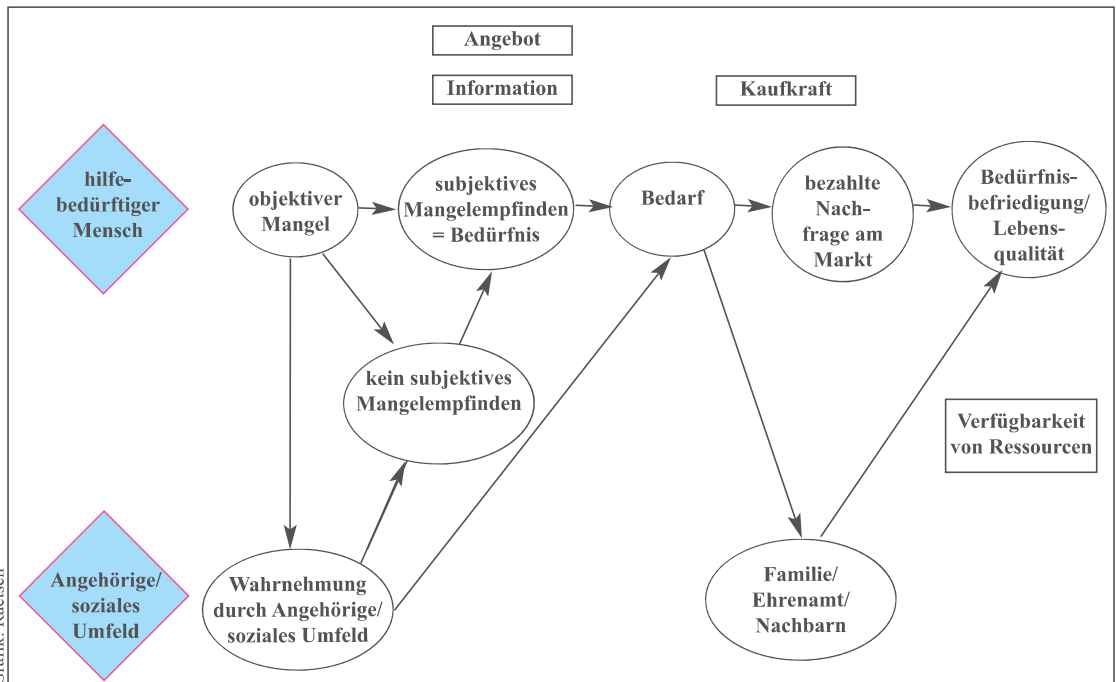 Angebot
Information
Kaufkraft
hilfe-
bedürftiger
Mensch
objektiver
Mangel
subjektives
Mangelempfinden
= Bedürfnis
Bedarf
bezahlte
Nach-
frage am
Markt
Bedürfnis-
befriedigung/
Lebens-
qualität
kein subjektives
Mangelempfinden
Verfügbarkeit
von Ressourcen
Angehörige/
soziales
Umfeld
Wahrnehmung
durch Angehörige/
soziales Umfeld
Familie/
Ehrenamt/
Nachbarn